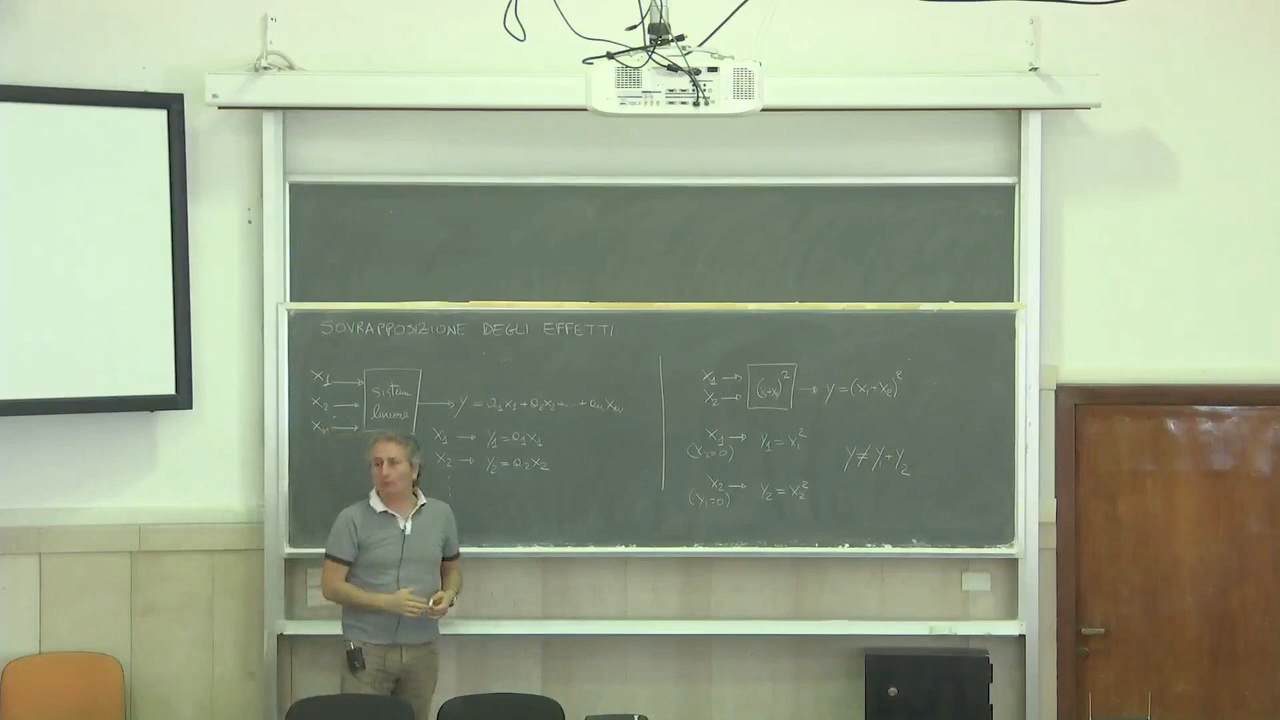 SOVRAPPOSIZIONE DEGLI EFFETTI
x₁ →
x₂ →
xₙ →
sistema
lineare
→ y = a₁x₁ + a₂x₂ + ... + aₙxₙ
x₁ → y₁ = a₁x₁
x₂ → y₂ = a₂x₂
x₁ →
x₂ →
(x₁+x₂)²
→ y = (x₁+x₂)²
x₁ → y₁ = x₁²
(x₂=0)
x₂ → y₂ = x₂²
(x₁=0)
y ≠ y₁+y₂